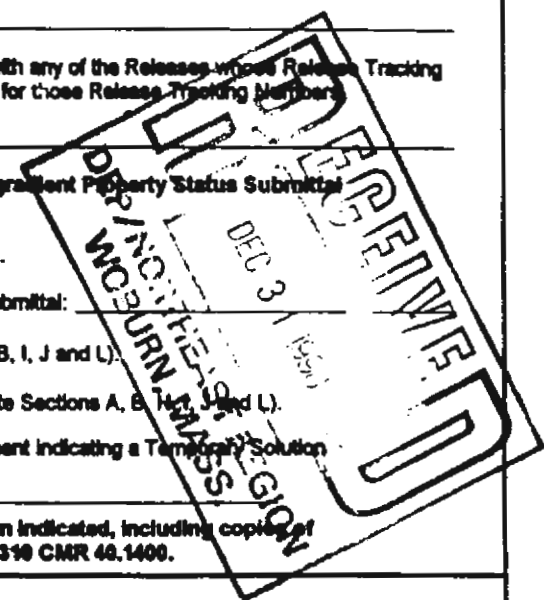 ith any of the Releases whose Release Tracking
for those Release Tracking Numbers
gradient Property Status Submittal
.
ubmittal:
B, I, J and L).
te Sections A, B, H, I, J and L).
ent indicating a Temporary Solution
n indicated, including copies of
310 CMR 40.1400.
RECEIVED
DEC 31
DEP/NORTHEAST REGION
WOBURN, MASS